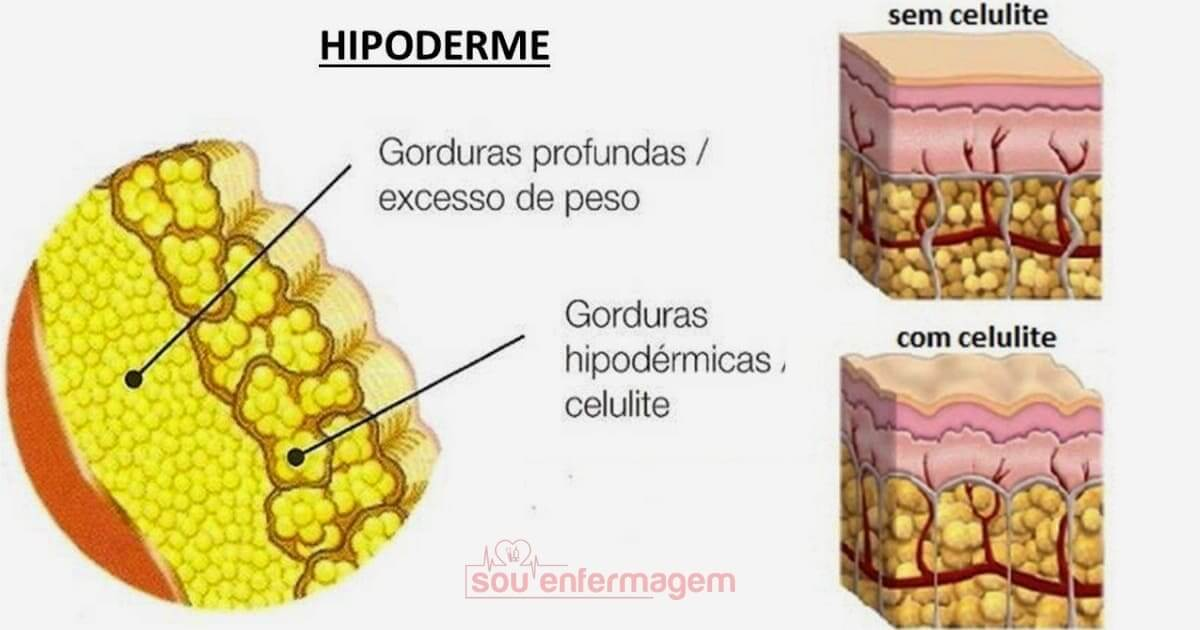 HIPODERME
Gorduras profundas /
excesso de peso
Gorduras
hipodérmicas /
celulite
sem celulite
com celulite
sou enfermagem